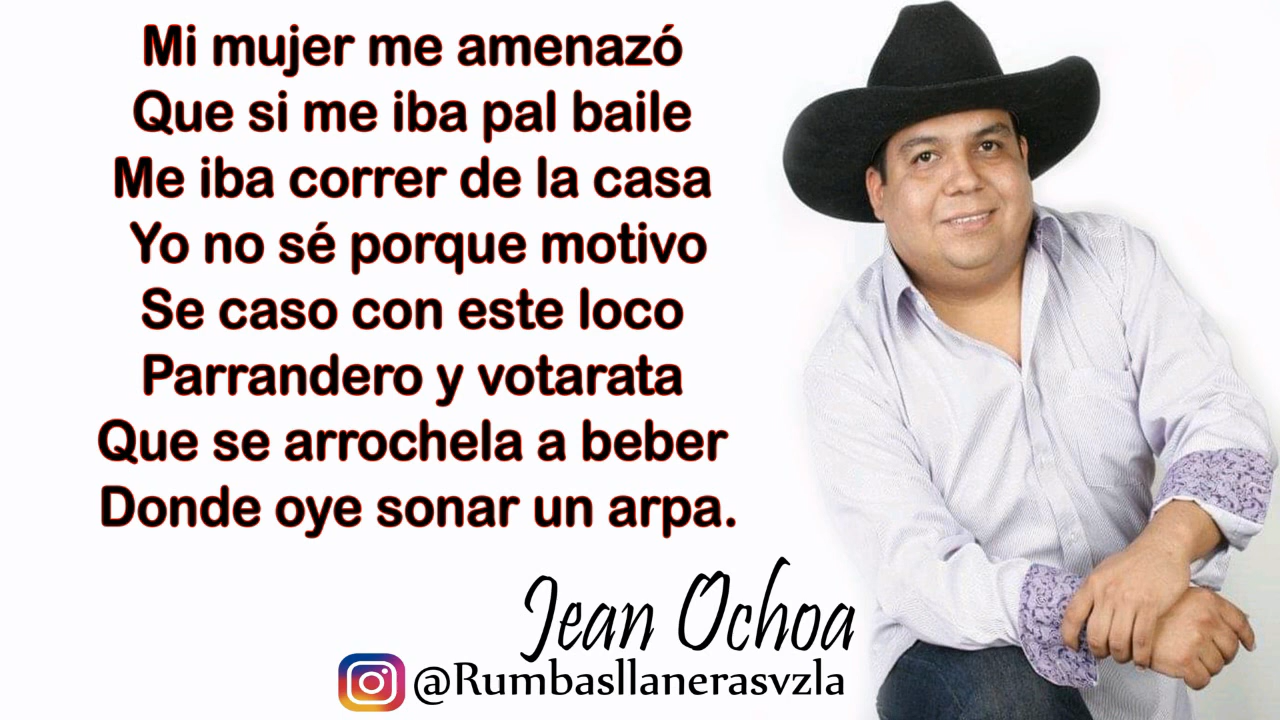 Mi mujer me amenazó
Que si me iba pal baile
Me iba correr de la casa
Yo no sé porque motivo
Se caso con este loco
Parrandero y votarata
Que se arrochela a beber
Donde oye sonar un arpa.
Jean Ochoa
@Rumbasllanerasvzla